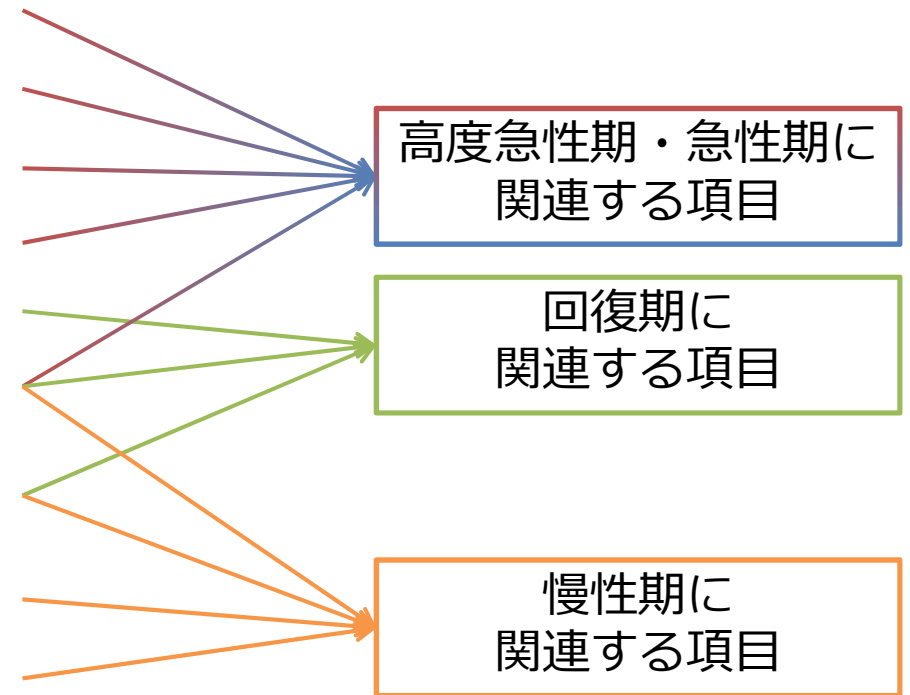 高度急性期・急性期に
関連する項目
回復期に
関連する項目
慢性期に
関連する項目